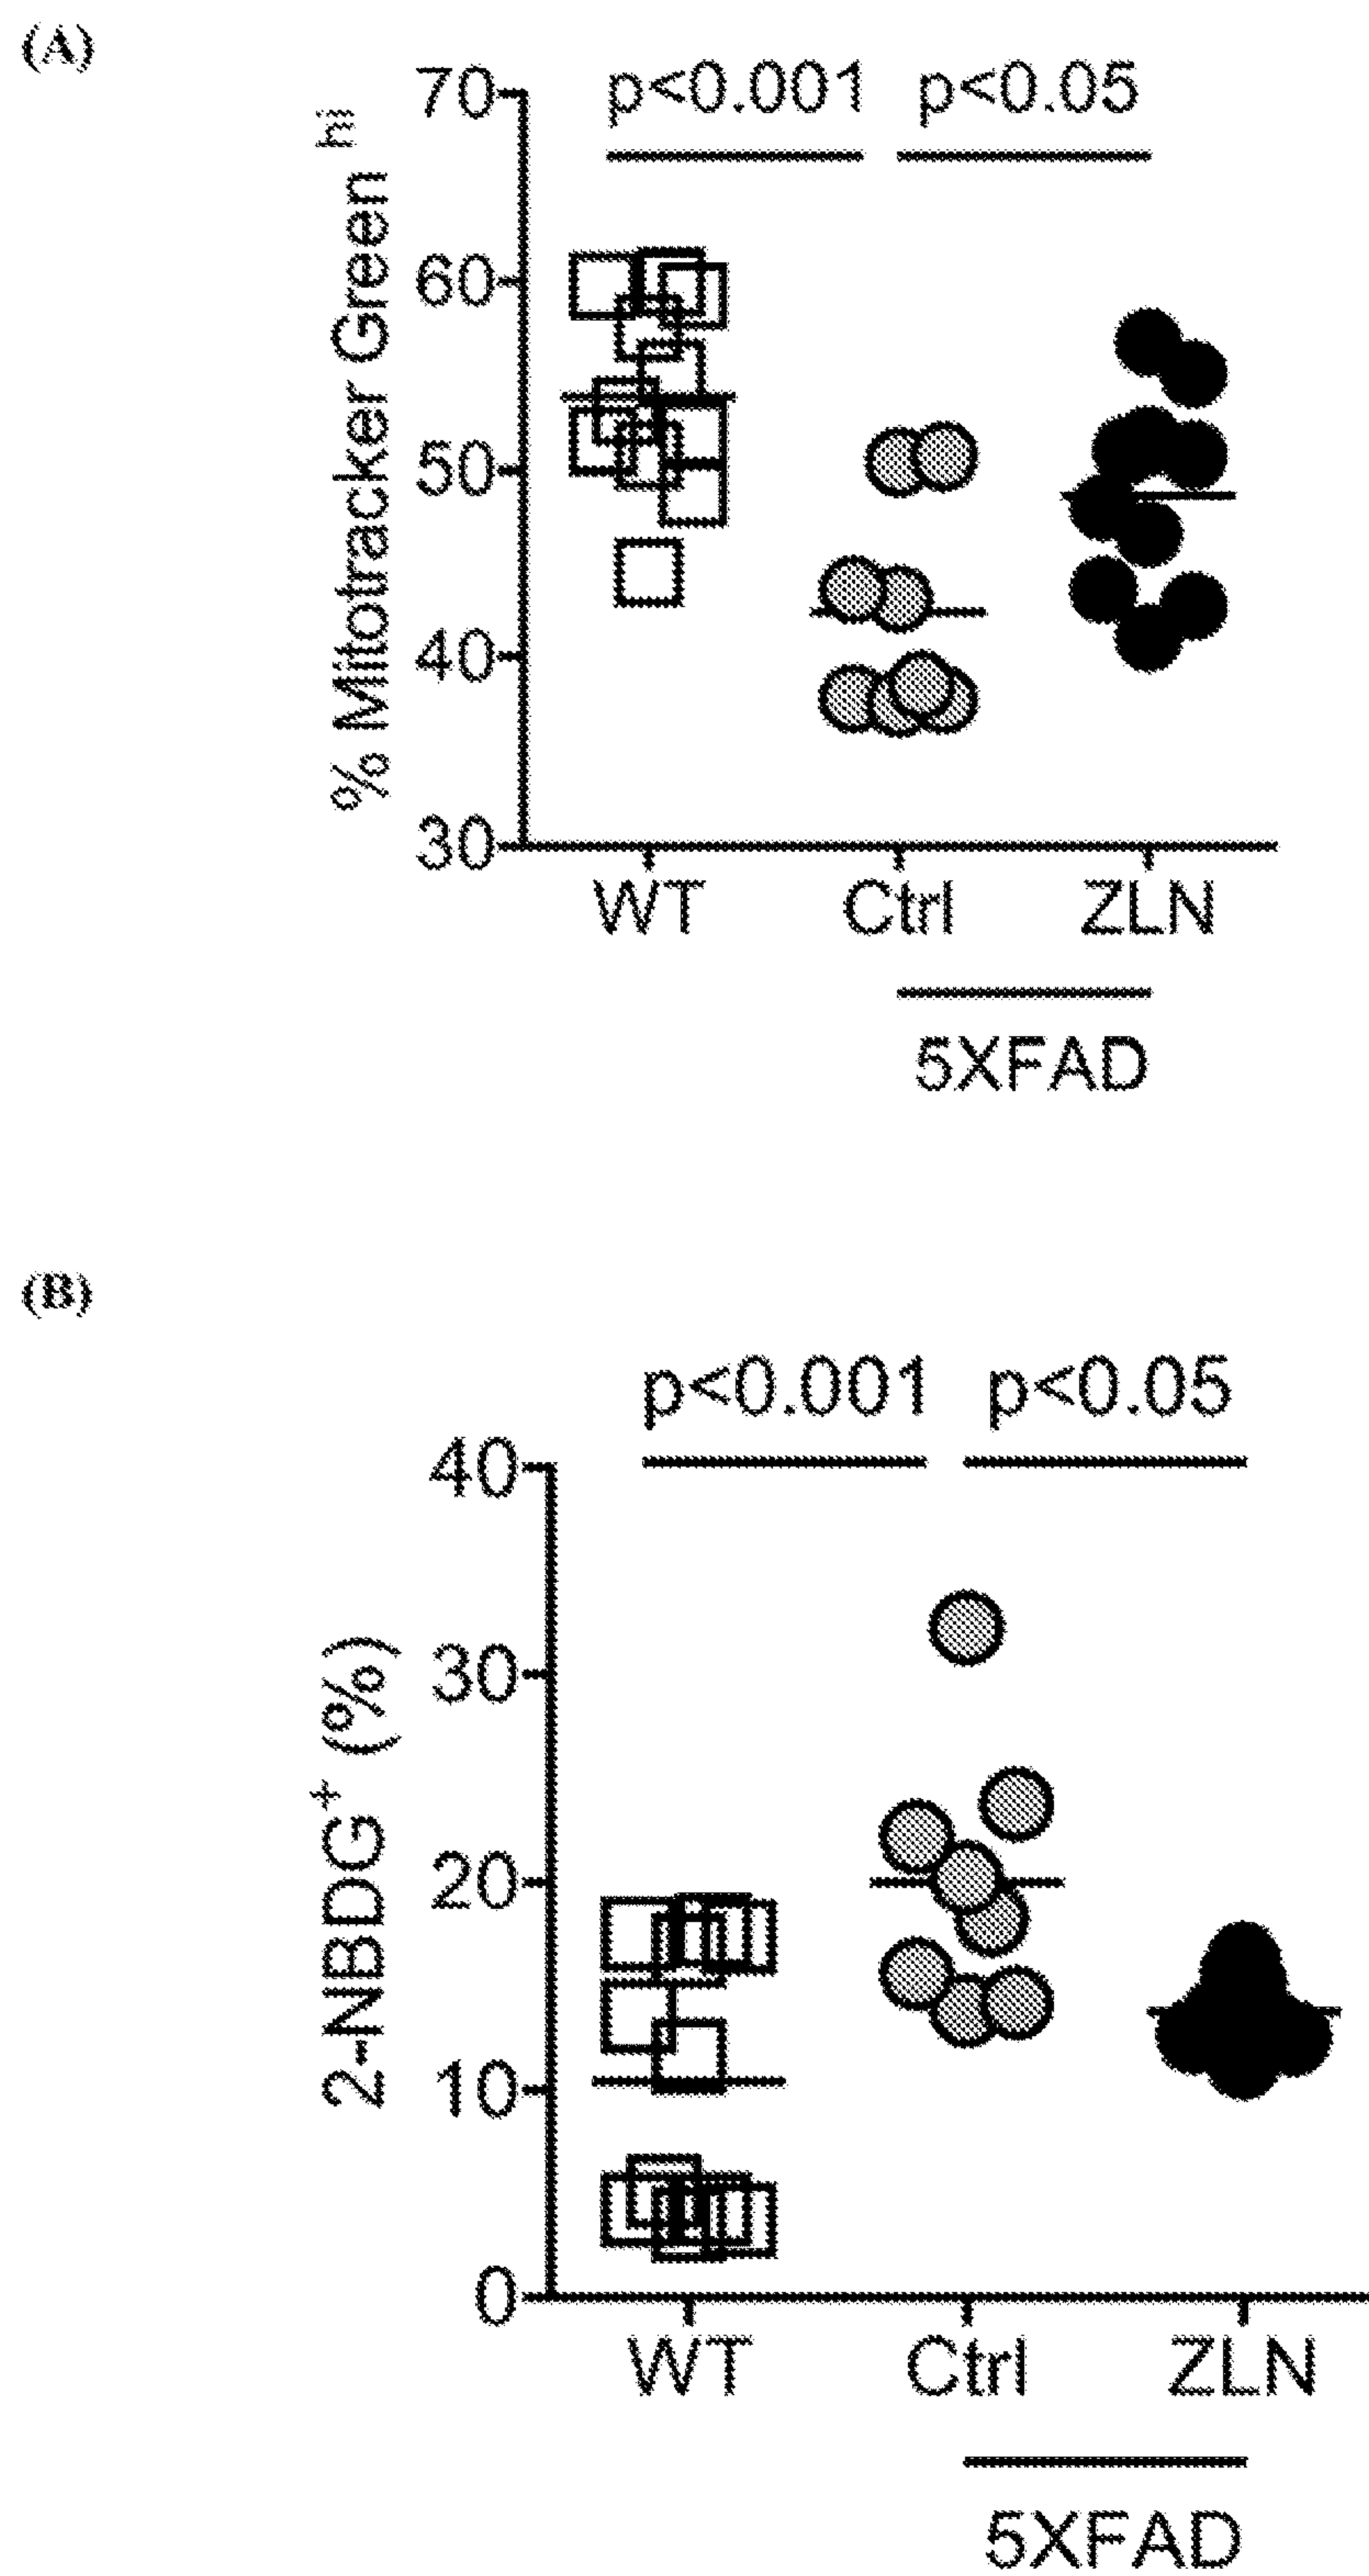 (A)
p<0.001 p<0.05
% Mitotracker Green hi
70
60
50
40
30
WT Ctrl ZLN
5XFAD
(B)
p<0.001 p<0.05
2-NBDG+ (%)
40
30
20
10
0
WT Ctrl ZLN
5XFAD